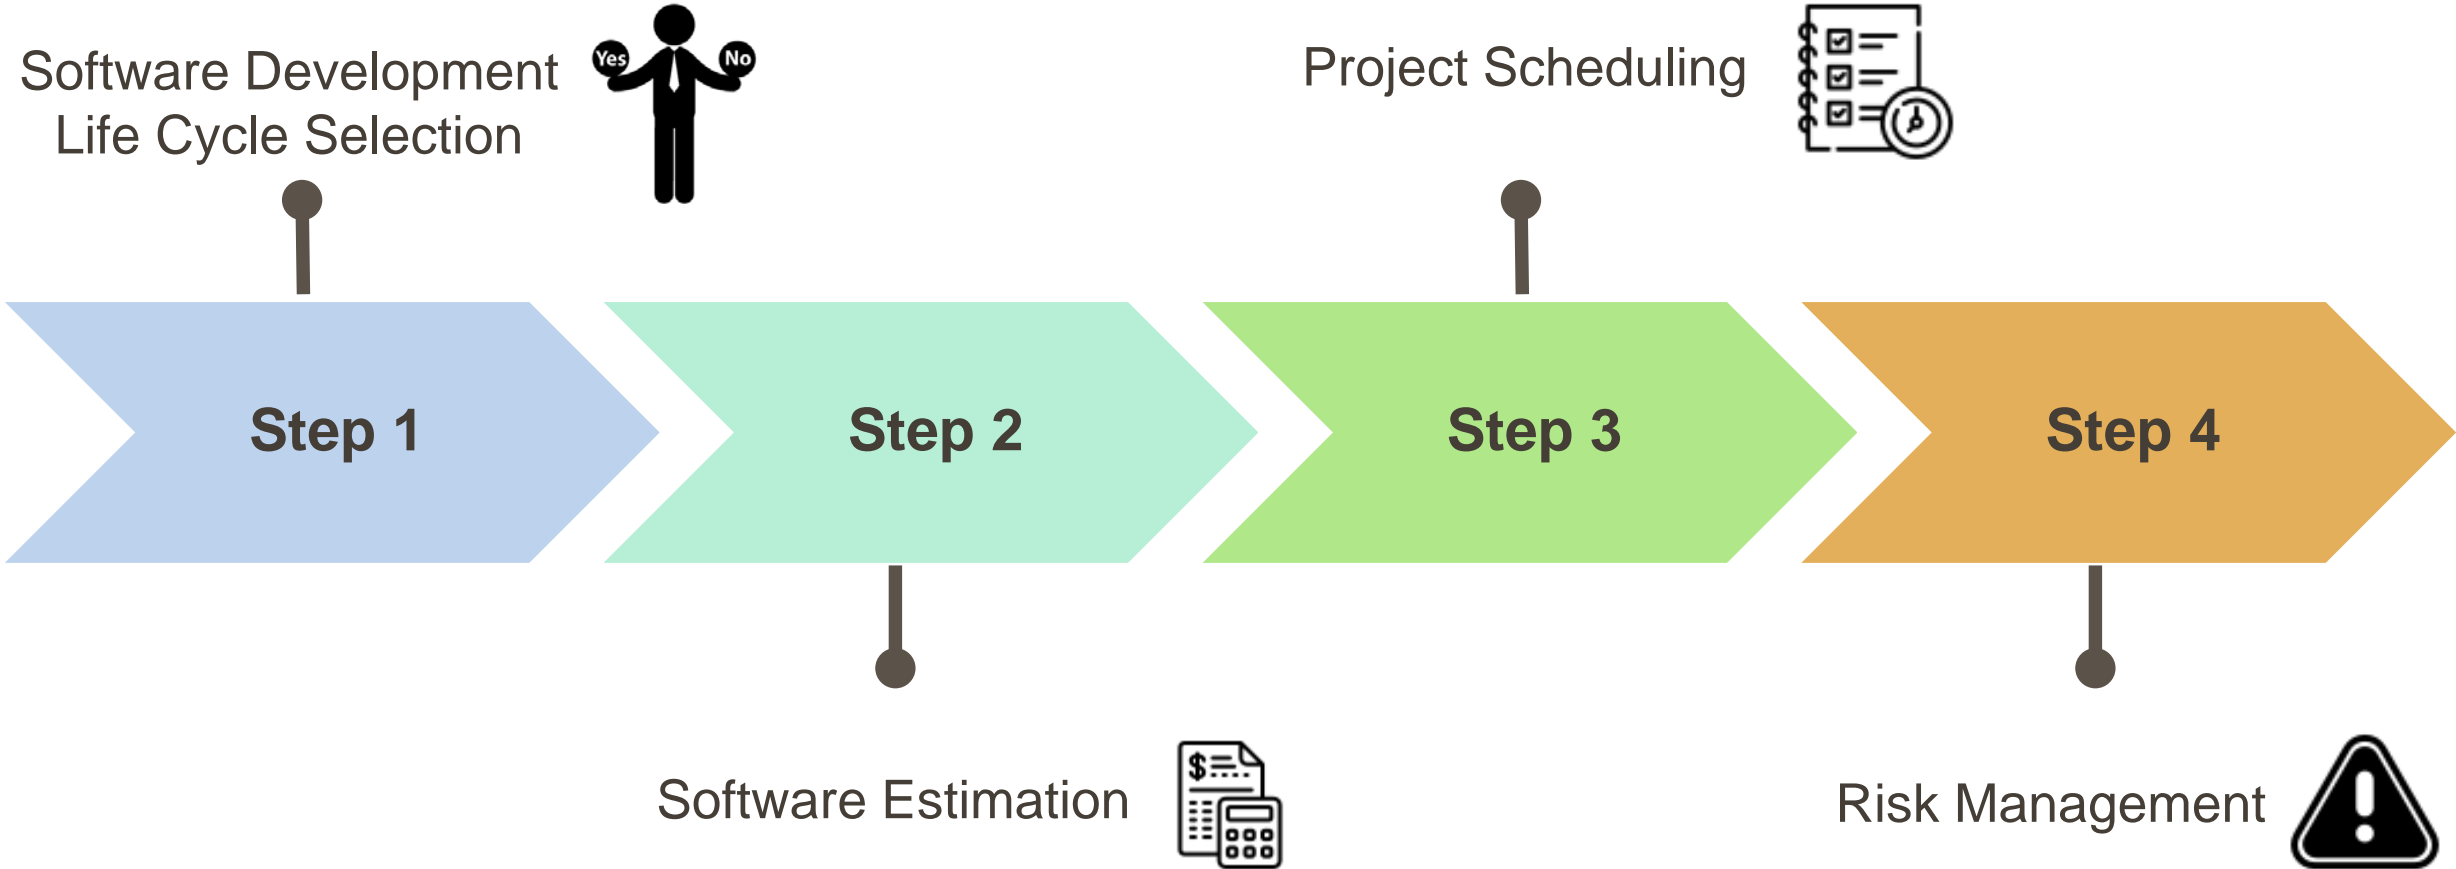 Software Development
Life Cycle Selection
Yes
No
Project Scheduling
Step 1
Step 2
Step 3
Step 4
Software Estimation
$
Risk Management
!